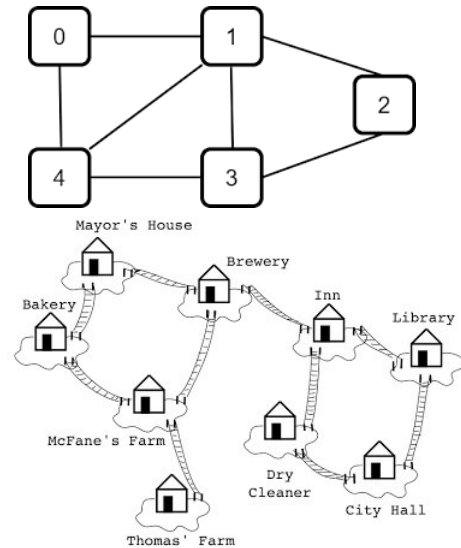 0
1
2
4
3
Mayor's House
Brewery
Inn
Bakery
Library
McFane's Farm
Dry
Cleaner
City Hall
Thomas' Farm